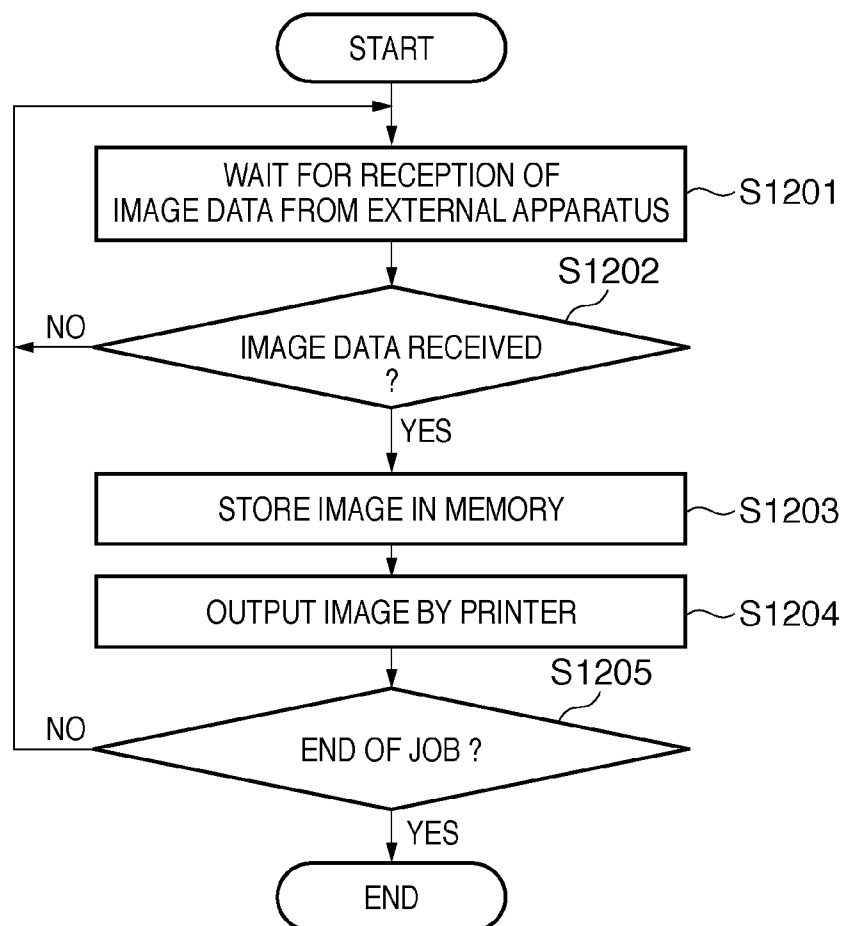 START
WAIT FOR RECEPTION OF
IMAGE DATA FROM EXTERNAL APPARATUS
S1201
S1202
NO
IMAGE DATA RECEIVED
?
YES
STORE IMAGE IN MEMORY
S1203
OUTPUT IMAGE BY PRINTER
S1204
S1205
NO
END OF JOB ?
YES
END